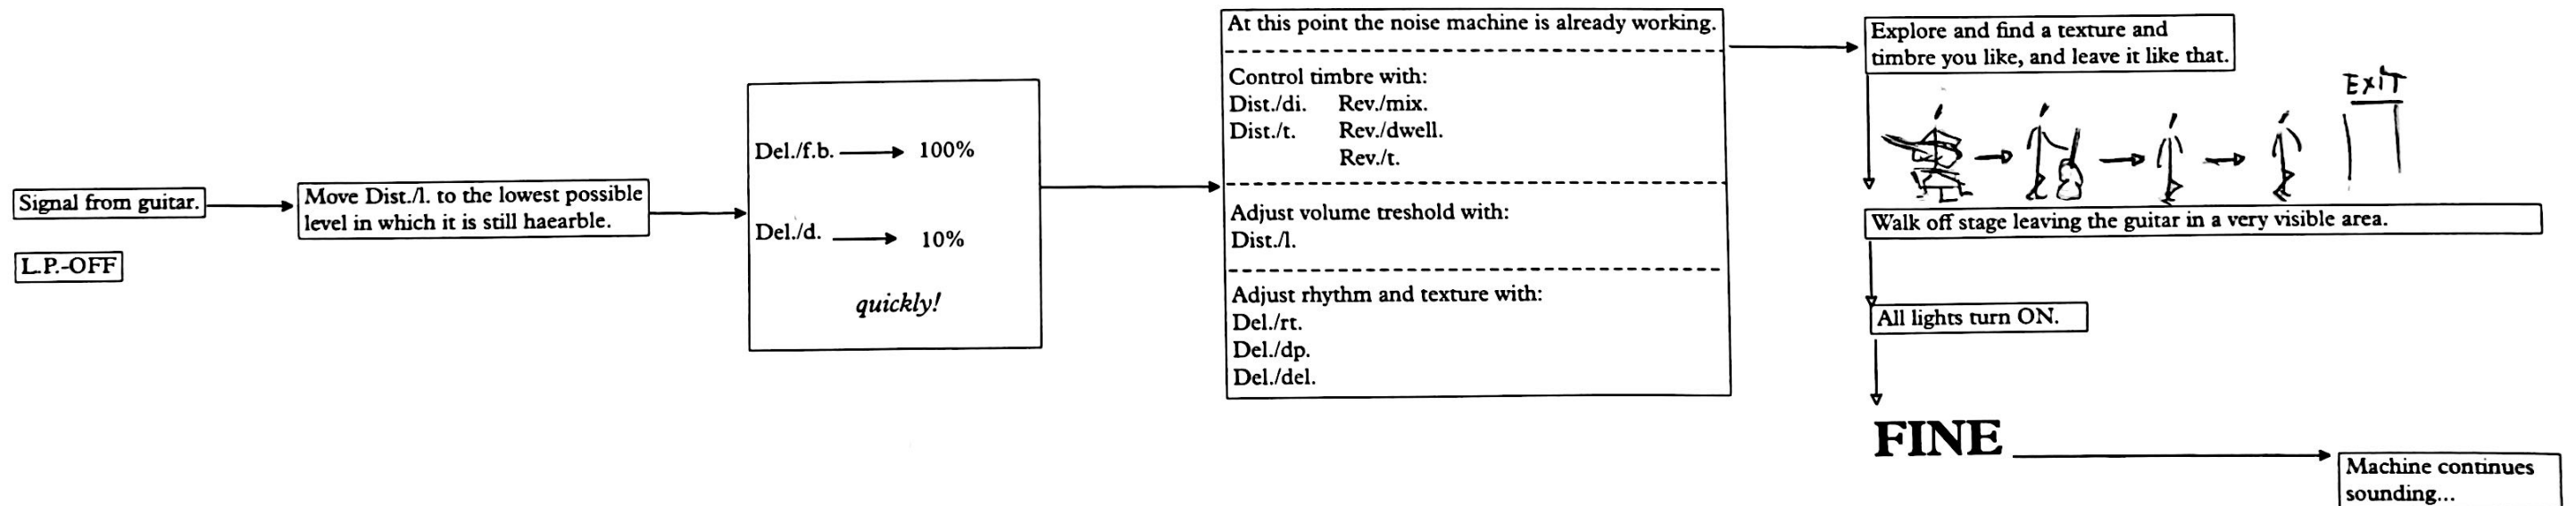 Signal from guitar.
L.P.-OFF
Move Dist./l. to the lowest possible
level in which it is still haearble.
Del./f.b. 100%
Del./d. 10%
quickly!
At this point the noise machine is already working.
Control timbre with:
Dist./di. Rev./mix.
Dist./t. Rev./dwell.
Rev./t.
Adjust volume treshold with:
Dist./l.
Adjust rhythm and texture with:
Del./rt.
Del./dp.
Del./del.
Explore and find a texture and
timbre you like, and leave it like that.
EXIT
Walk off stage leaving the guitar in a very visible area.
All lights turn ON.
FINE
Machine continues
sounding...